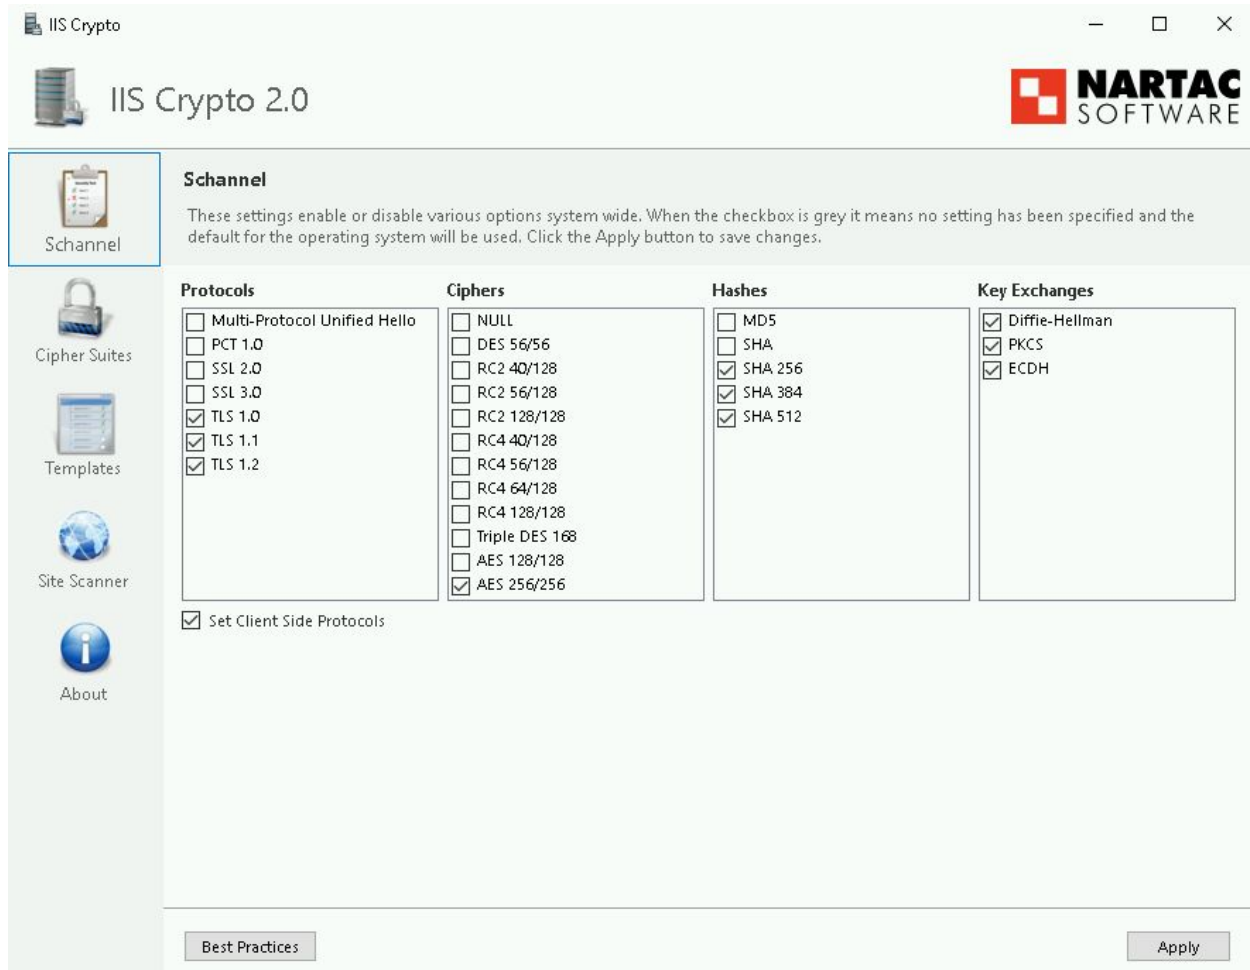 IIS Crypto
IIS Crypto 2.0
NARTAC
SOFTWARE
Schannel
Cipher Suites
Templates
Site Scanner
About
Schannel
These settings enable or disable various options system wide. When the checkbox is grey it means no setting has been specified and the
default for the operating system will be used. Click the Apply button to save changes.
Protocols
Multi-Protocol Unified Hello
PCT 1.0
SSL 2.0
SSL 3.0
TLS 1.0
TLS 1.1
TLS 1.2
Ciphers
NULL
DES 56/56
RC2 40/128
RC2 56/128
RC2 128/128
RC4 40/128
RC4 56/128
RC4 64/128
RC4 128/128
Triple DES 168
AES 128/128
AES 256/256
Hashes
MD5
SHA
SHA 256
SHA 384
SHA 512
Key Exchanges
Diffie-Hellman
PKCS
ECDH
Set Client Side Protocols
Best Practices
Apply